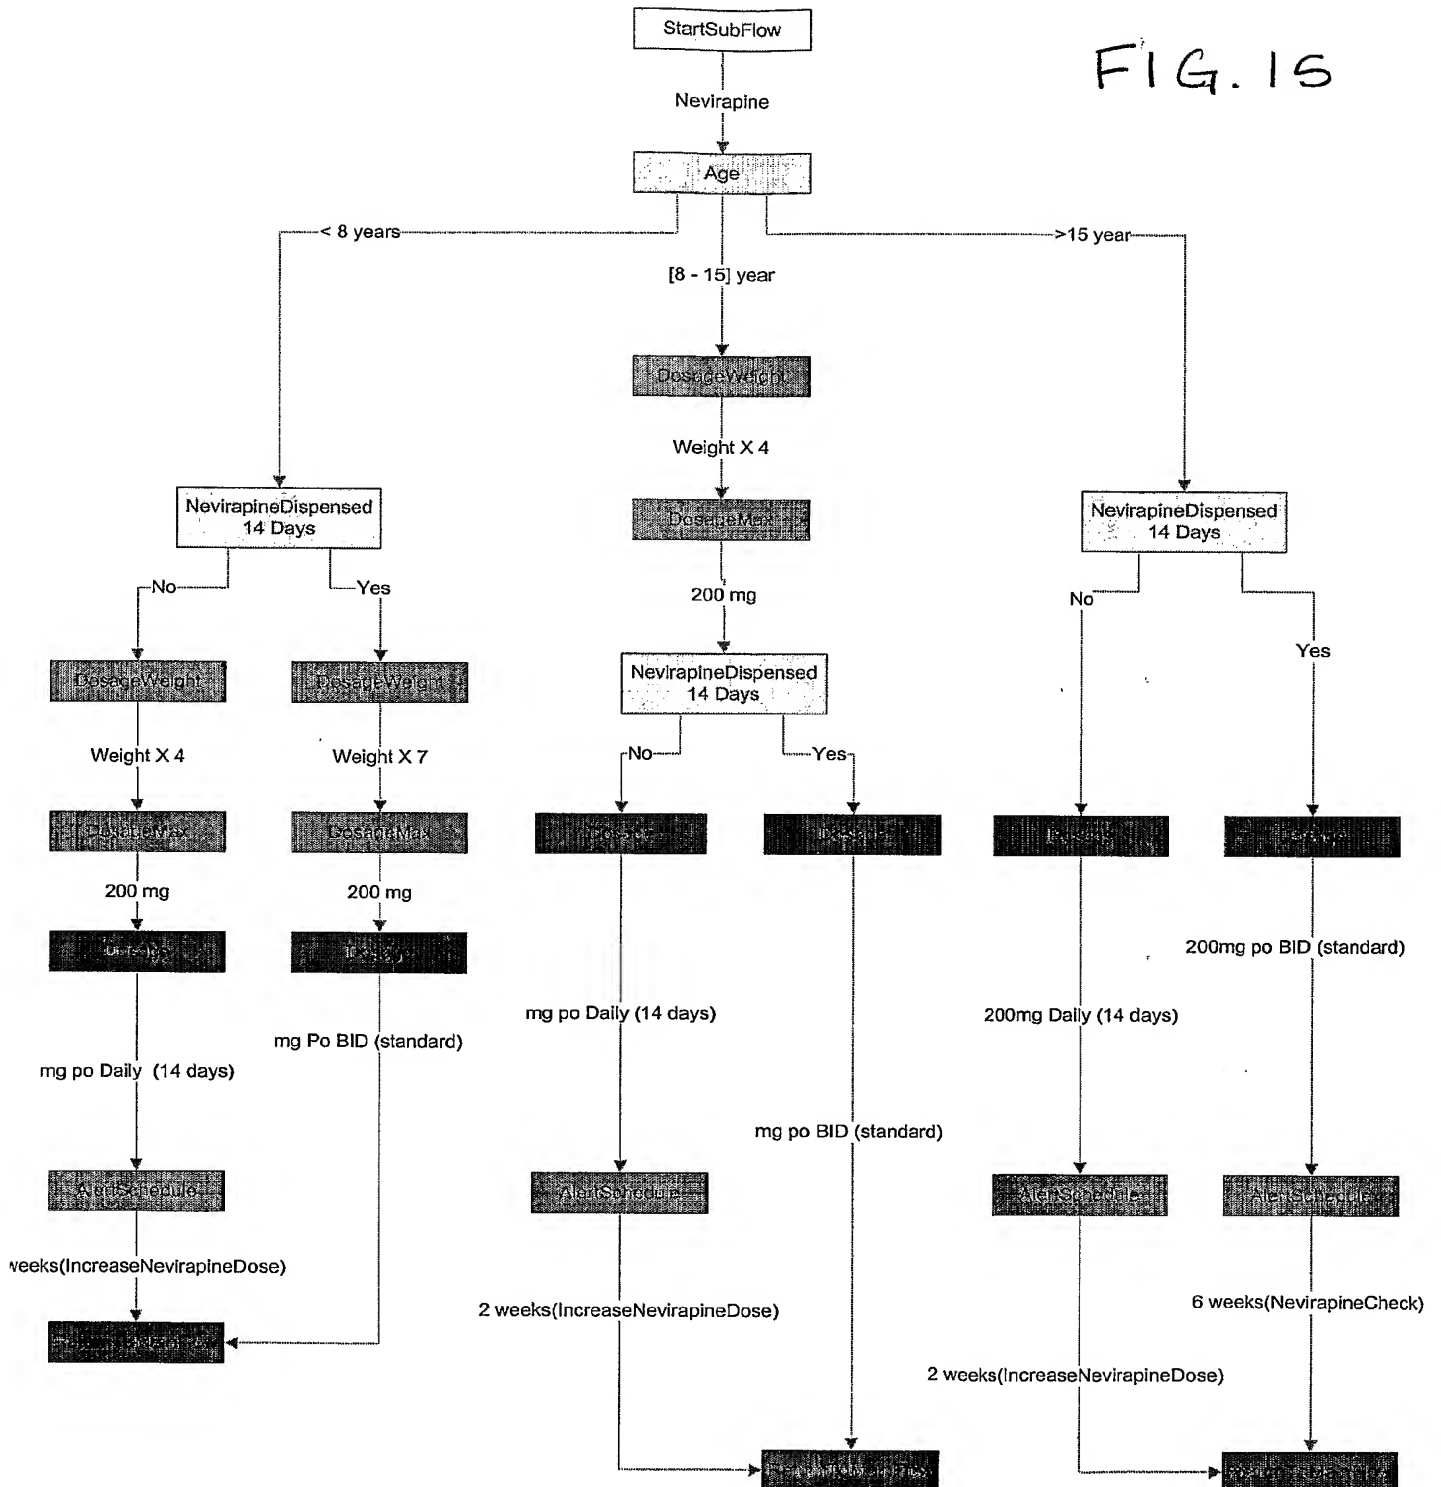 StartSubFlow
FIG. 15
Nevirapine
Age
< 8 years
>15 year
[8 - 15] year
DosageWeight
Weight X 4
NevirapineDispensed
14 Days
DosageMax
NevirapineDispensed
14 Days
No
Yes
200 mg
No
Yes
DosageWeight
DosageWeight
NevirapineDispensed
14 Days
Weight X 4
Weight X 7
No
Yes
DosageMax
DosageMax
Dosage
Dosage
200 mg
200 mg
Dosage
Dosage
200mg po BID (standard)
mg po Daily (14 days)
200mg Daily (14 days)
mg Po BID (standard)
mg po Daily (14 days)
mg po BID (standard)
AlertSchedule
AlertSchedule
AlertSchedule
AlertSchedule
weeks(IncreaseNevirapineDose)
2 weeks(IncreaseNevirapineDose)
6 weeks(NevirapineCheck)
2 weeks(IncreaseNevirapineDose)